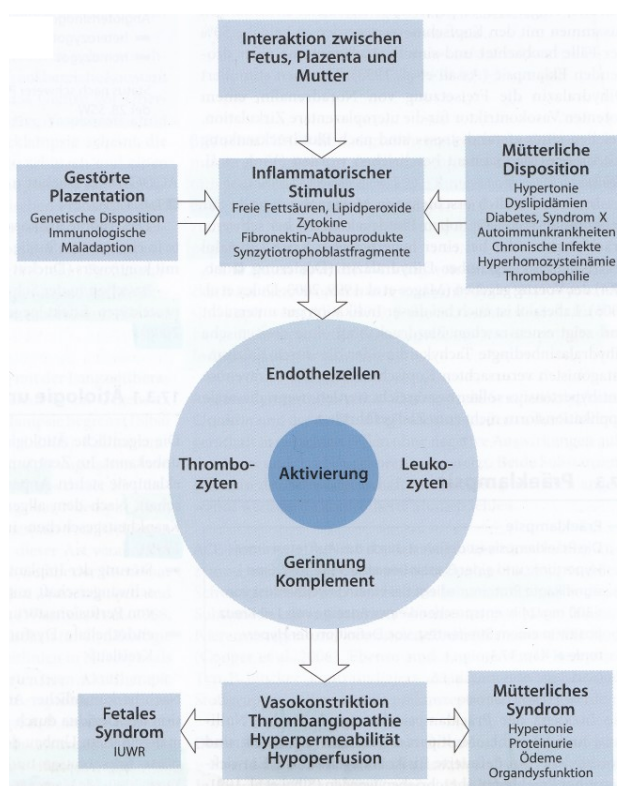 Interaktion zwischen
Fetus, Plazenta und
Mutter
Gestörte
Plazentation
Genetische Disposition
Immunologische
Maladaption
Inflammatorischer
Stimulus
Freie Fettsäuren, Lipidperoxide
Zytokine
Fibronektin-Abbauprodukte
Synzytiotrophoblastfragmente
Mütterliche
Disposition
Hypertonie
Dyslipidämien
Diabetes, Syndrom X
Autoimmunkrankheiten
Chronische Infekte
Hyperhomozysteinämie
Thrombophilie
Endothelzellen
Thrombo-
zyten
Aktivierung
Leuko-
zyten
Gerinnung
Komplement
Fetales
Syndrom
IUWR
Vasokonstriktion
Thrombangiopathie
Hyperpermeabilität
Hypoperfusion
Mütterliches
Syndrom
Hypertonie
Proteinurie
Ödeme
Organdysfunktion